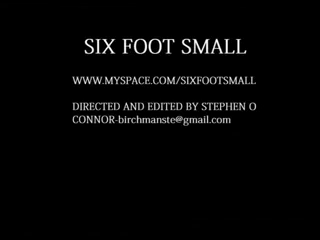 SIX FOOT SMALL
WWW.MYSPACE.COM/SIXFOOTSMALL
DIRECTED AND EDITED BY STEPHEN O
CONNOR-birchmanste@gmail.com